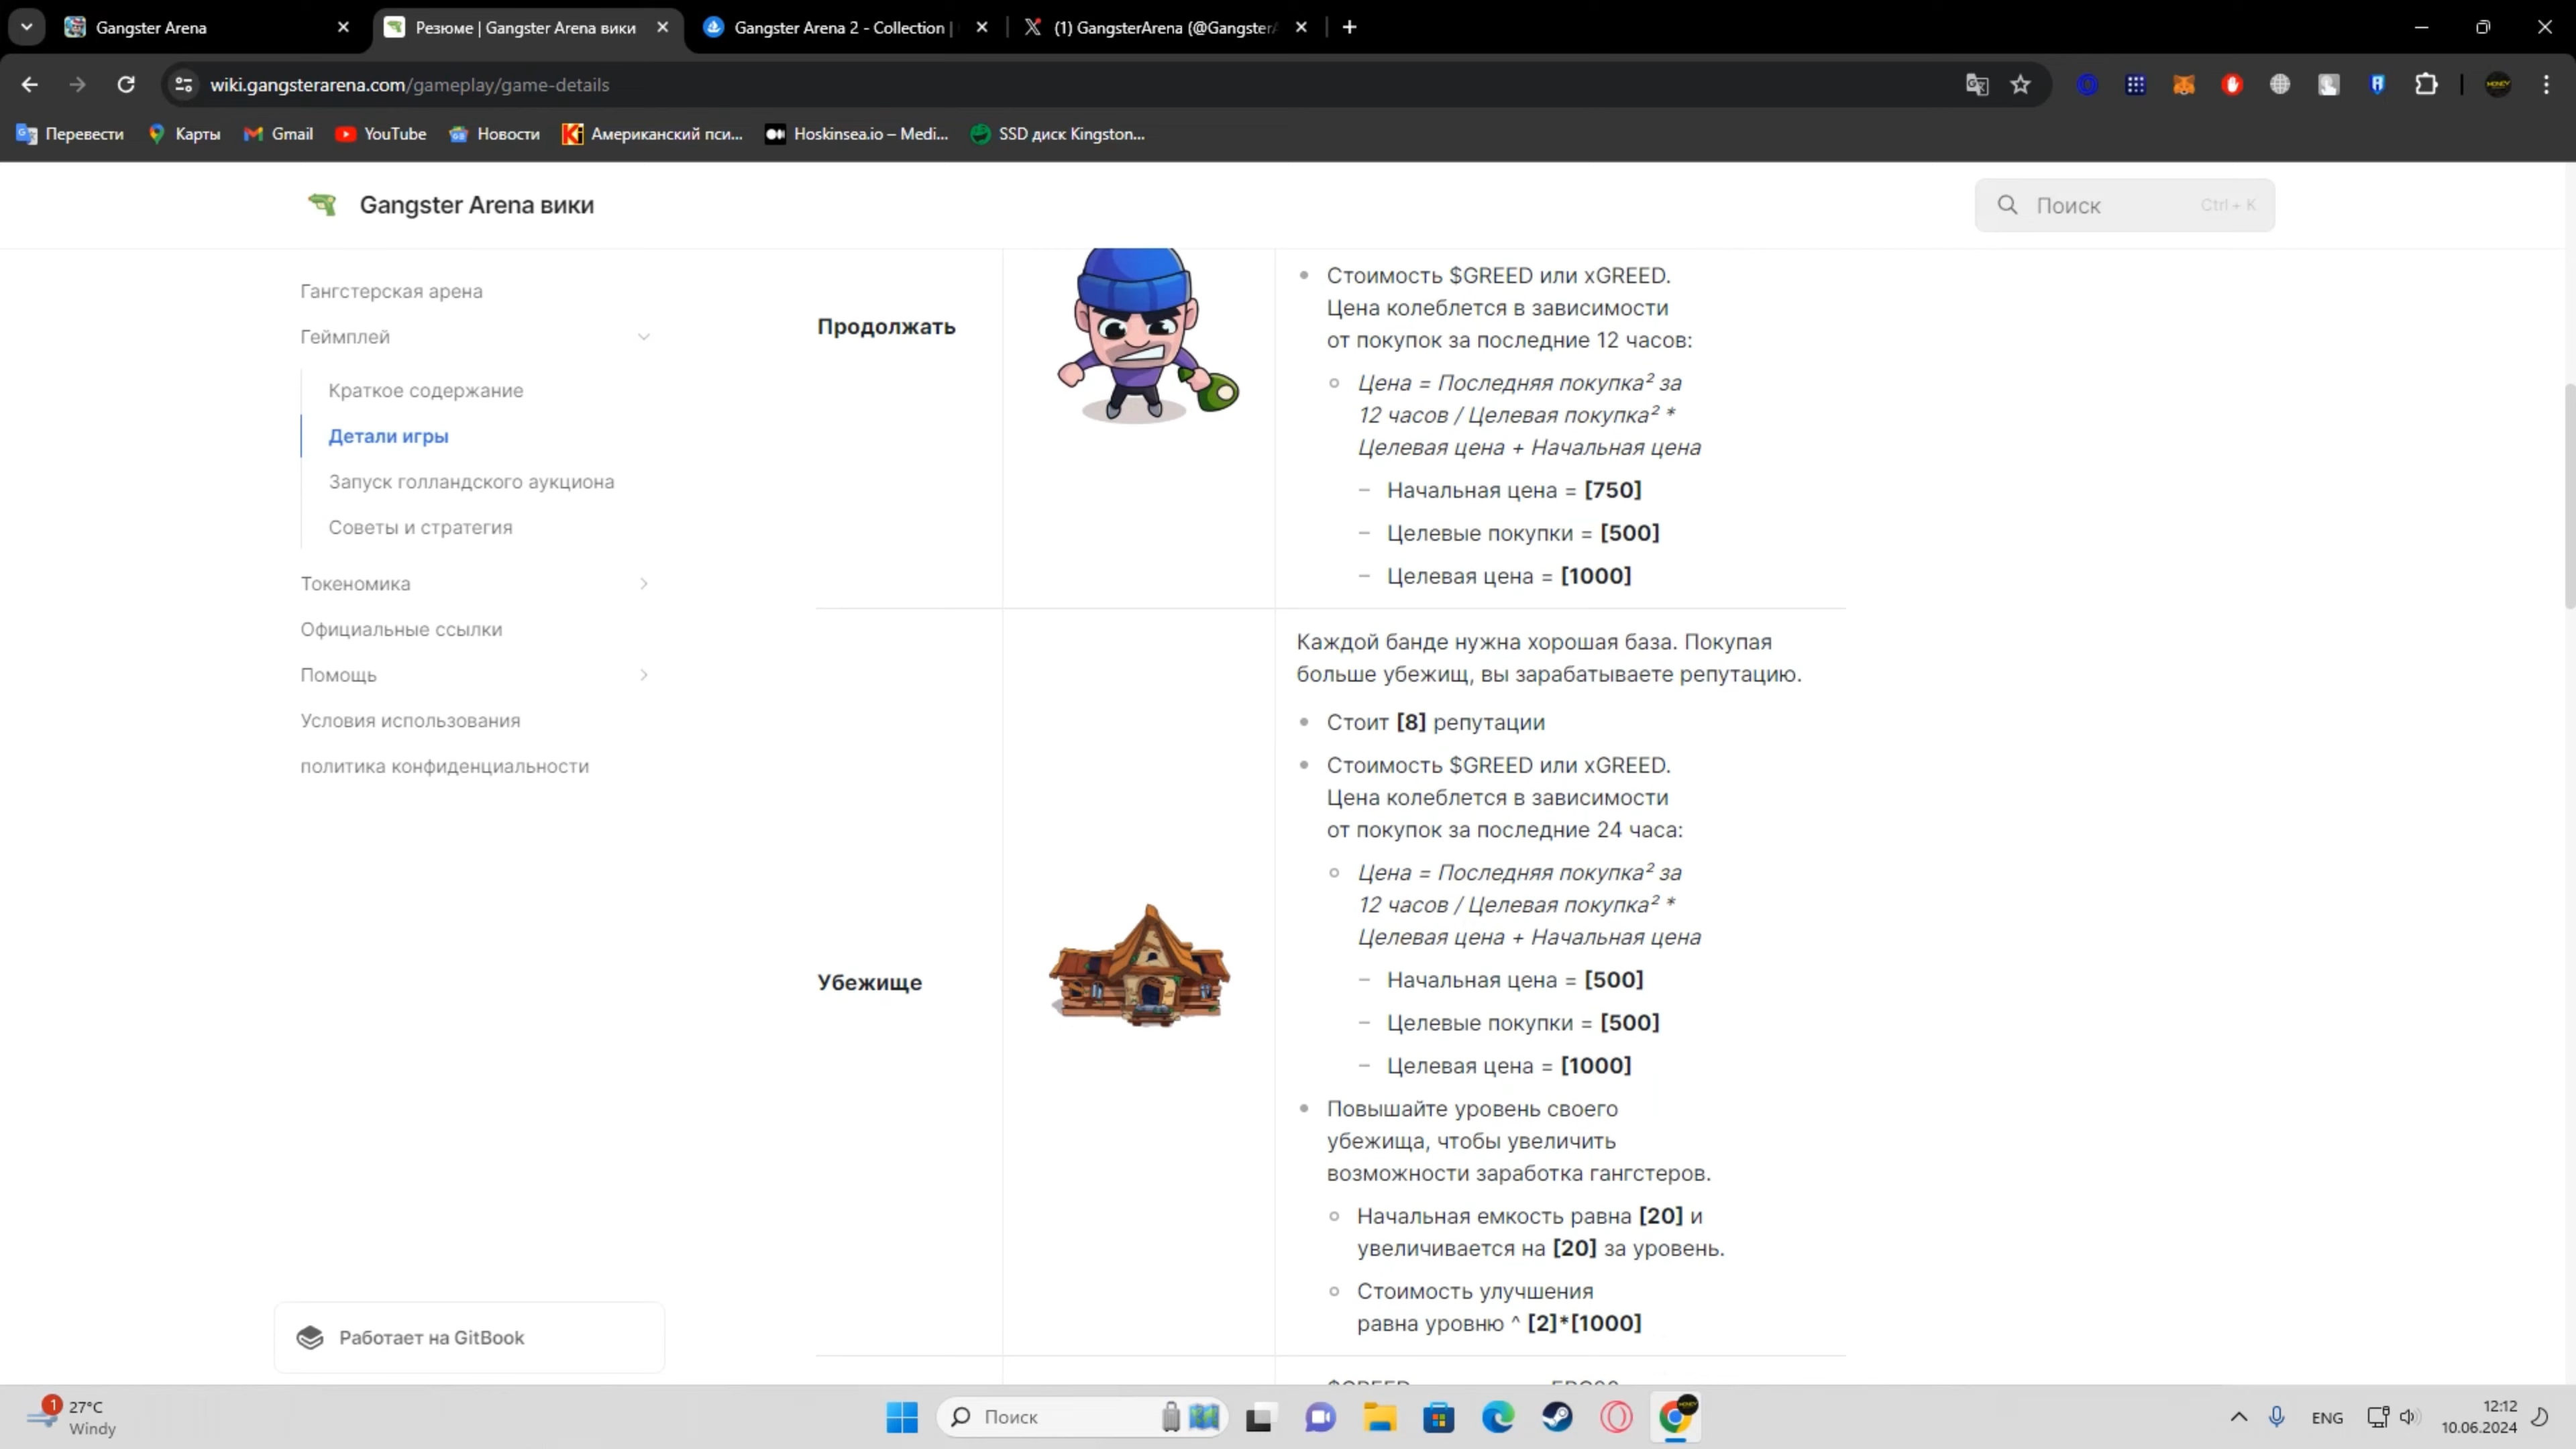 Gangster Arena
Резюме | Gangster Arena вики
Gangster Arena 2 - Collection |
(1) GangsterArena (@Gangster
wiki.gangsterarena.com/gameplay/game-details
Перевести
Карты
Gmail
YouTube
Новости
Американский пси...
Hoskinsea.io – Medi...
SSD диск Kingston...
Gangster Arena вики
Поиск
Ctrl + K
Гангстерская арена
Геймплей
Краткое содержание
Детали игры
Запуск голландского аукциона
Советы и стратегия
Токеномика
Официальные ссылки
Помощь
Условия использования
политика конфиденциальности
Работает на GitBook
Продолжать
Стоимость $GREED или xGREED.
Цена колеблется в зависимости
от покупок за последние 12 часов:
Цена = Последняя покупка² за
12 часов / Целевая покупка² *
Целевая цена + Начальная цена
Начальная цена = [750]
Целевые покупки = [500]
Целевая цена = [1000]
Убежище
Каждой банде нужна хорошая база. Покупая
больше убежищ, вы зарабатываете репутацию.
Стоит [8] репутации
Стоимость $GREED или xGREED.
Цена колеблется в зависимости
от покупок за последние 24 часа:
Цена = Последняя покупка² за
12 часов / Целевая покупка² *
Целевая цена + Начальная цена
Начальная цена = [500]
Целевые покупки = [500]
Целевая цена = [1000]
Повышайте уровень своего
убежища, чтобы увеличить
возможности заработка гангстеров.
Начальная емкость равна [20] и
увеличивается на [20] за уровень.
Стоимость улучшения
равна уровню ^ [2]*[1000]
1
27°C
Windy
Поиск
ENG
12:12
10.06.2024